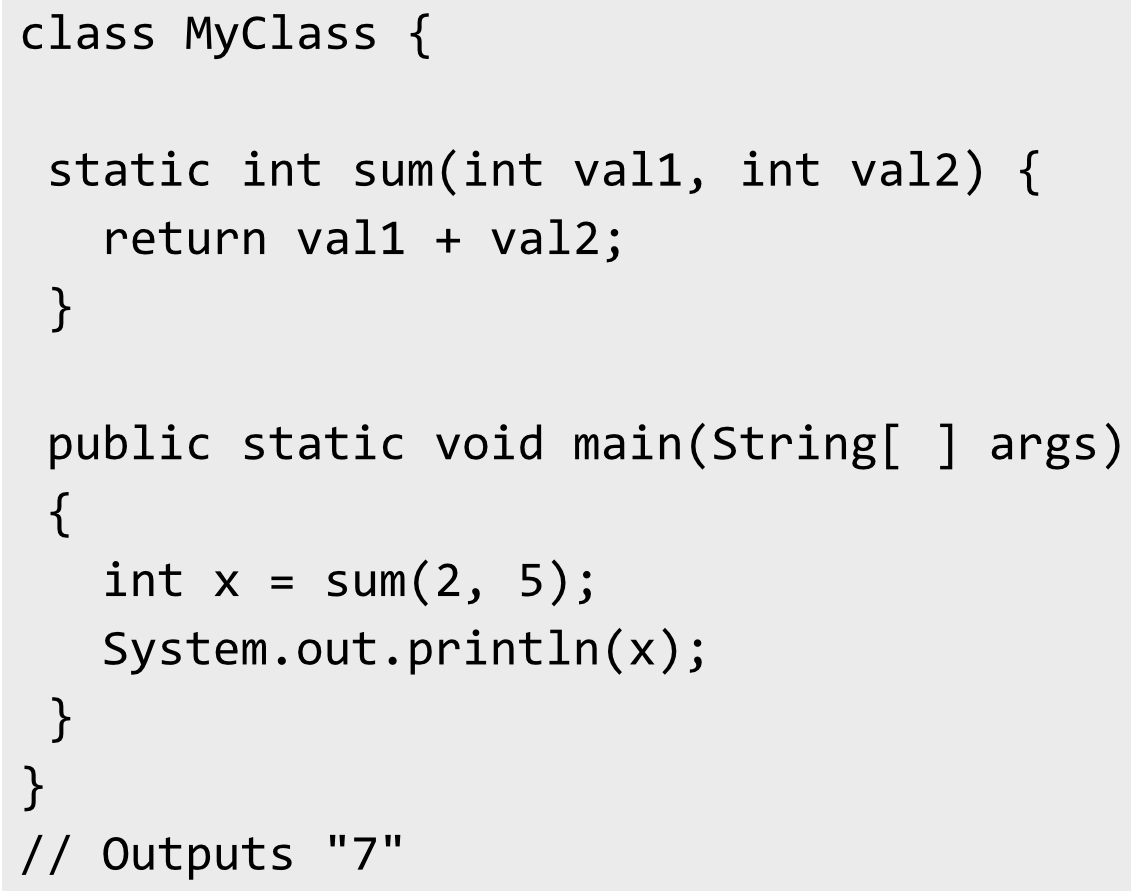 class MyClass {
static int sum(int val1, int val2) {
return val1 + val2;
}
public static void main(String[ ] args)
{
int x = sum(2, 5);
System.out.println(x);
}
}
// Outputs "7"